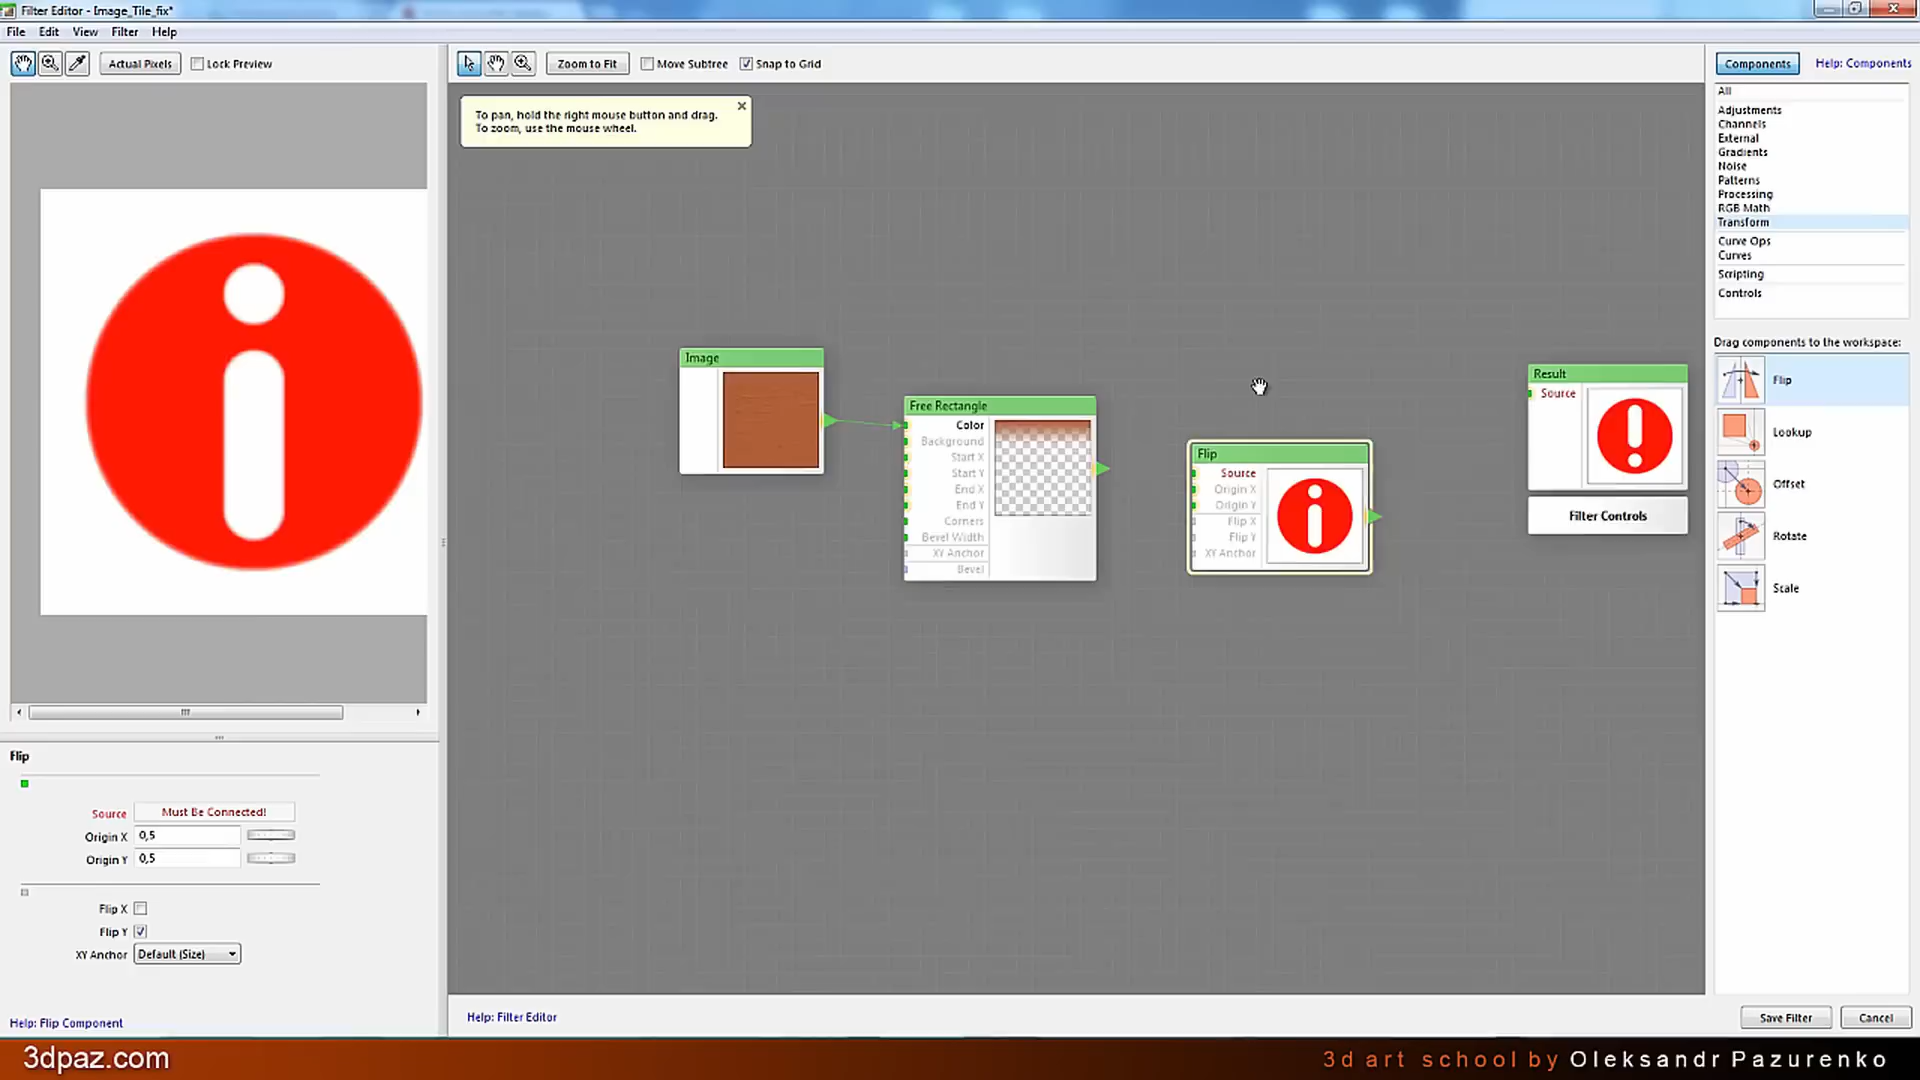 Filter Editor - Image_Tile_fix*
File Edit View Filter Help
Actual Pixels Lock Preview
Zoom to Fit Move Subtree Snap to Grid
Components Help: Components
To pan, hold the right mouse button and drag.
To zoom, use the mouse wheel.
All
Adjustments
Channels
External
Gradients
Noise
Patterns
Processing
RGB Math
Transform
Curve Ops
Curves
Scripting
Controls
Drag components to the workspace:
Flip
Lookup
Offset
Rotate
Scale
Image
Free Rectangle
Color
Background
Start X
Start Y
End X
End Y
Corners
Bevel Width
XY Anchor
Bevel
Flip
Source
Origin X
Origin Y
Flip X
Flip Y
XY Anchor
Result
Source
Filter Controls
Flip
Source Must Be Connected!
Origin X 0,5
Origin Y 0,5
Flip X
Flip Y
XY Anchor Default (Size)
Help: Flip Component
Help: Filter Editor
Save Filter Cancel
3dpaz.com
3d art school by Oleksandr Pazurenko